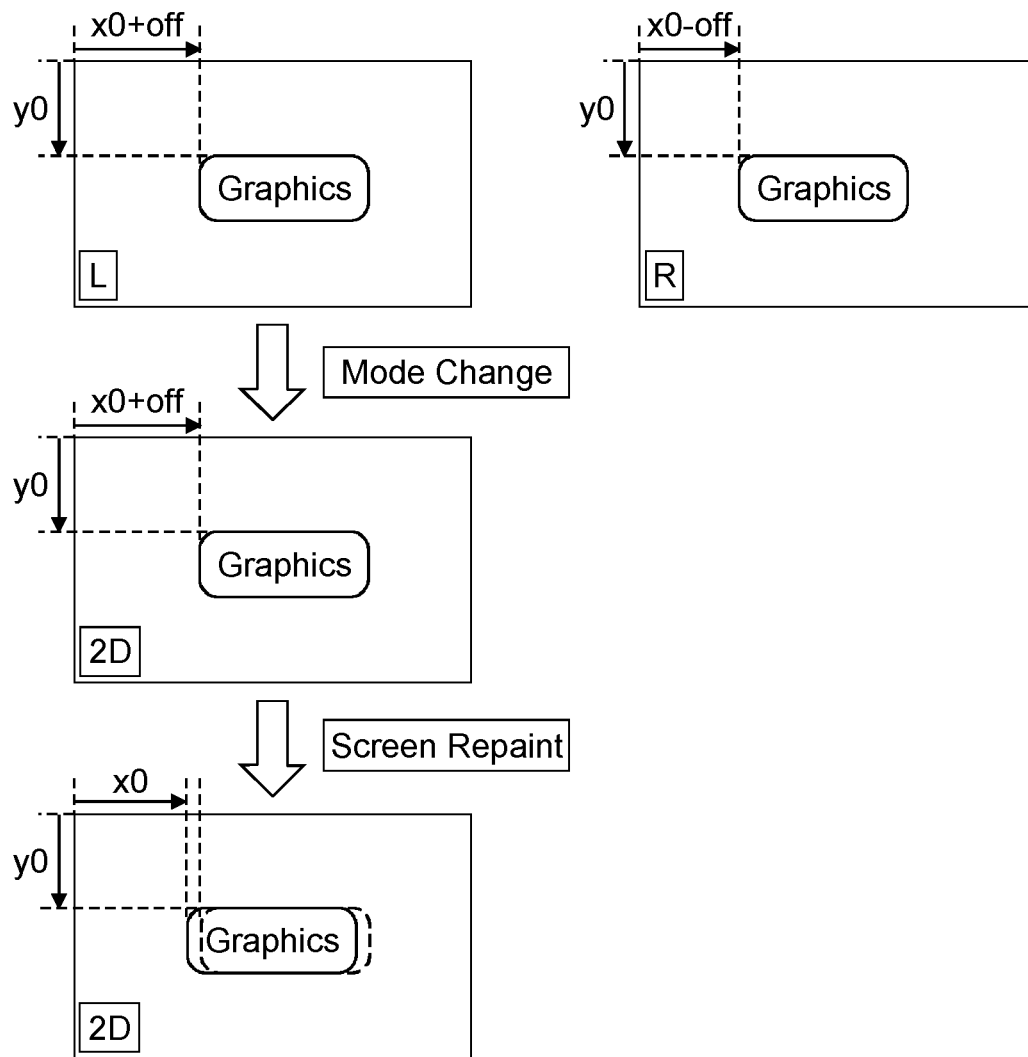 x0+off
y0
Graphics
L
x0-off
y0
Graphics
R
Mode Change
x0+off
y0
Graphics
2D
Screen Repaint
x0
y0
Graphics
2D